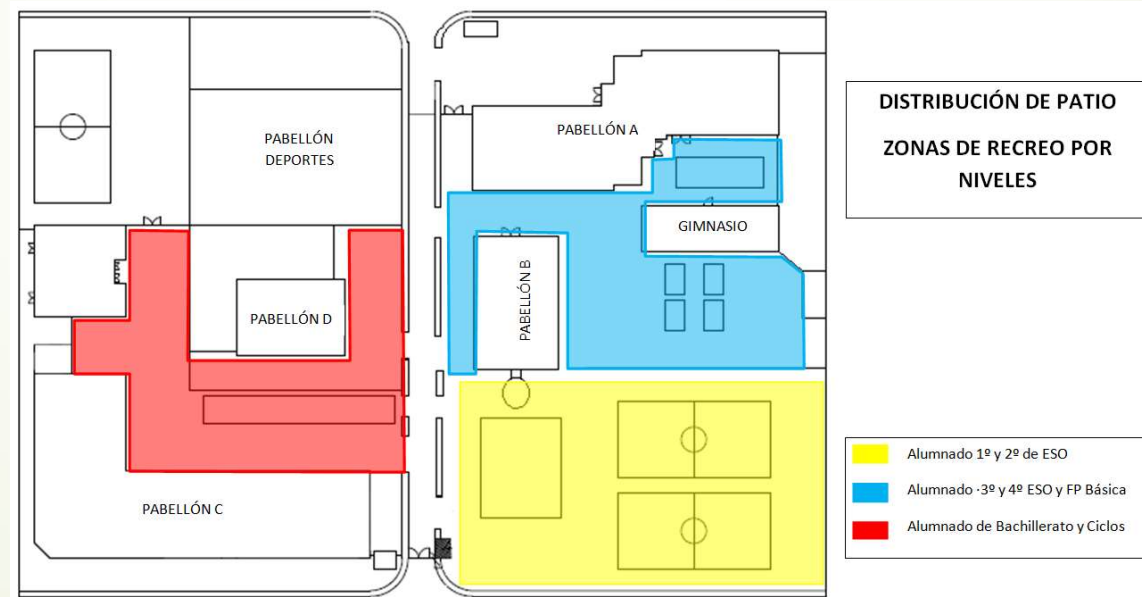 DISTRIBUCIÓN DE PATIO
ZONAS DE RECREO POR
NIVELES
PABELLÓN
DEPORTES
PABELLÓN A
GIMNASIO
PABELLÓN B
PABELLÓN D
PABELLÓN C
Alumnado 1º y 2º de ESO
Alumnado ·3º y 4º ESO y FP Básica
Alumnado de Bachillerato y Ciclos